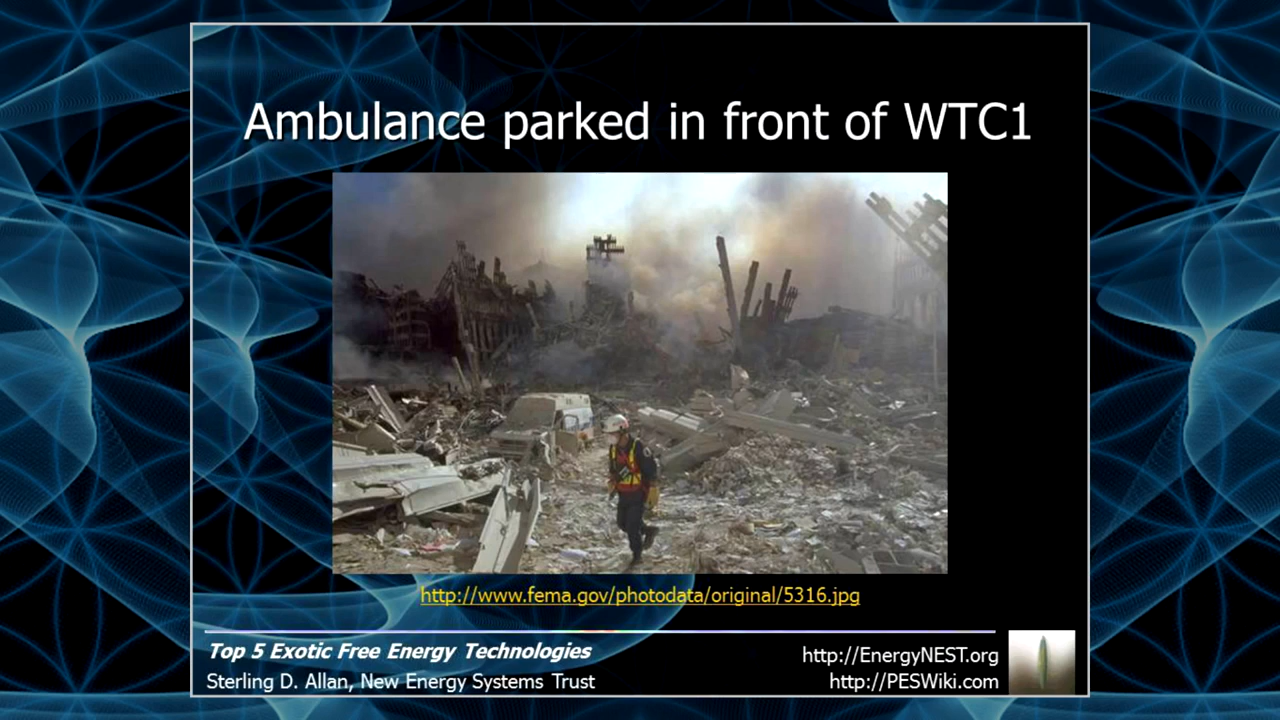 Ambulance parked in front of WTC1
http://www.fema.gov/photodata/original/5316.jpg
Top 5 Exotic Free Energy Technologies
http://EnergyNEST.org
Sterling D. Allan, New Energy Systems Trust
http://PESWiki.com